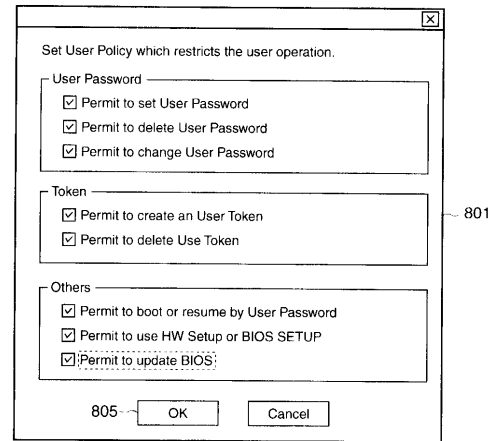 Set User Policy which restricts the user operation.
User Password
Permit to set User Password
Permit to delete User Password
Permit to change User Password
Token
Permit to create an User Token
Permit to delete Use Token
801
Others
Permit to boot or resume by User Password
Permit to use HW Setup or BIOS SETUP
Permit to update BIOS
805 OK Cancel